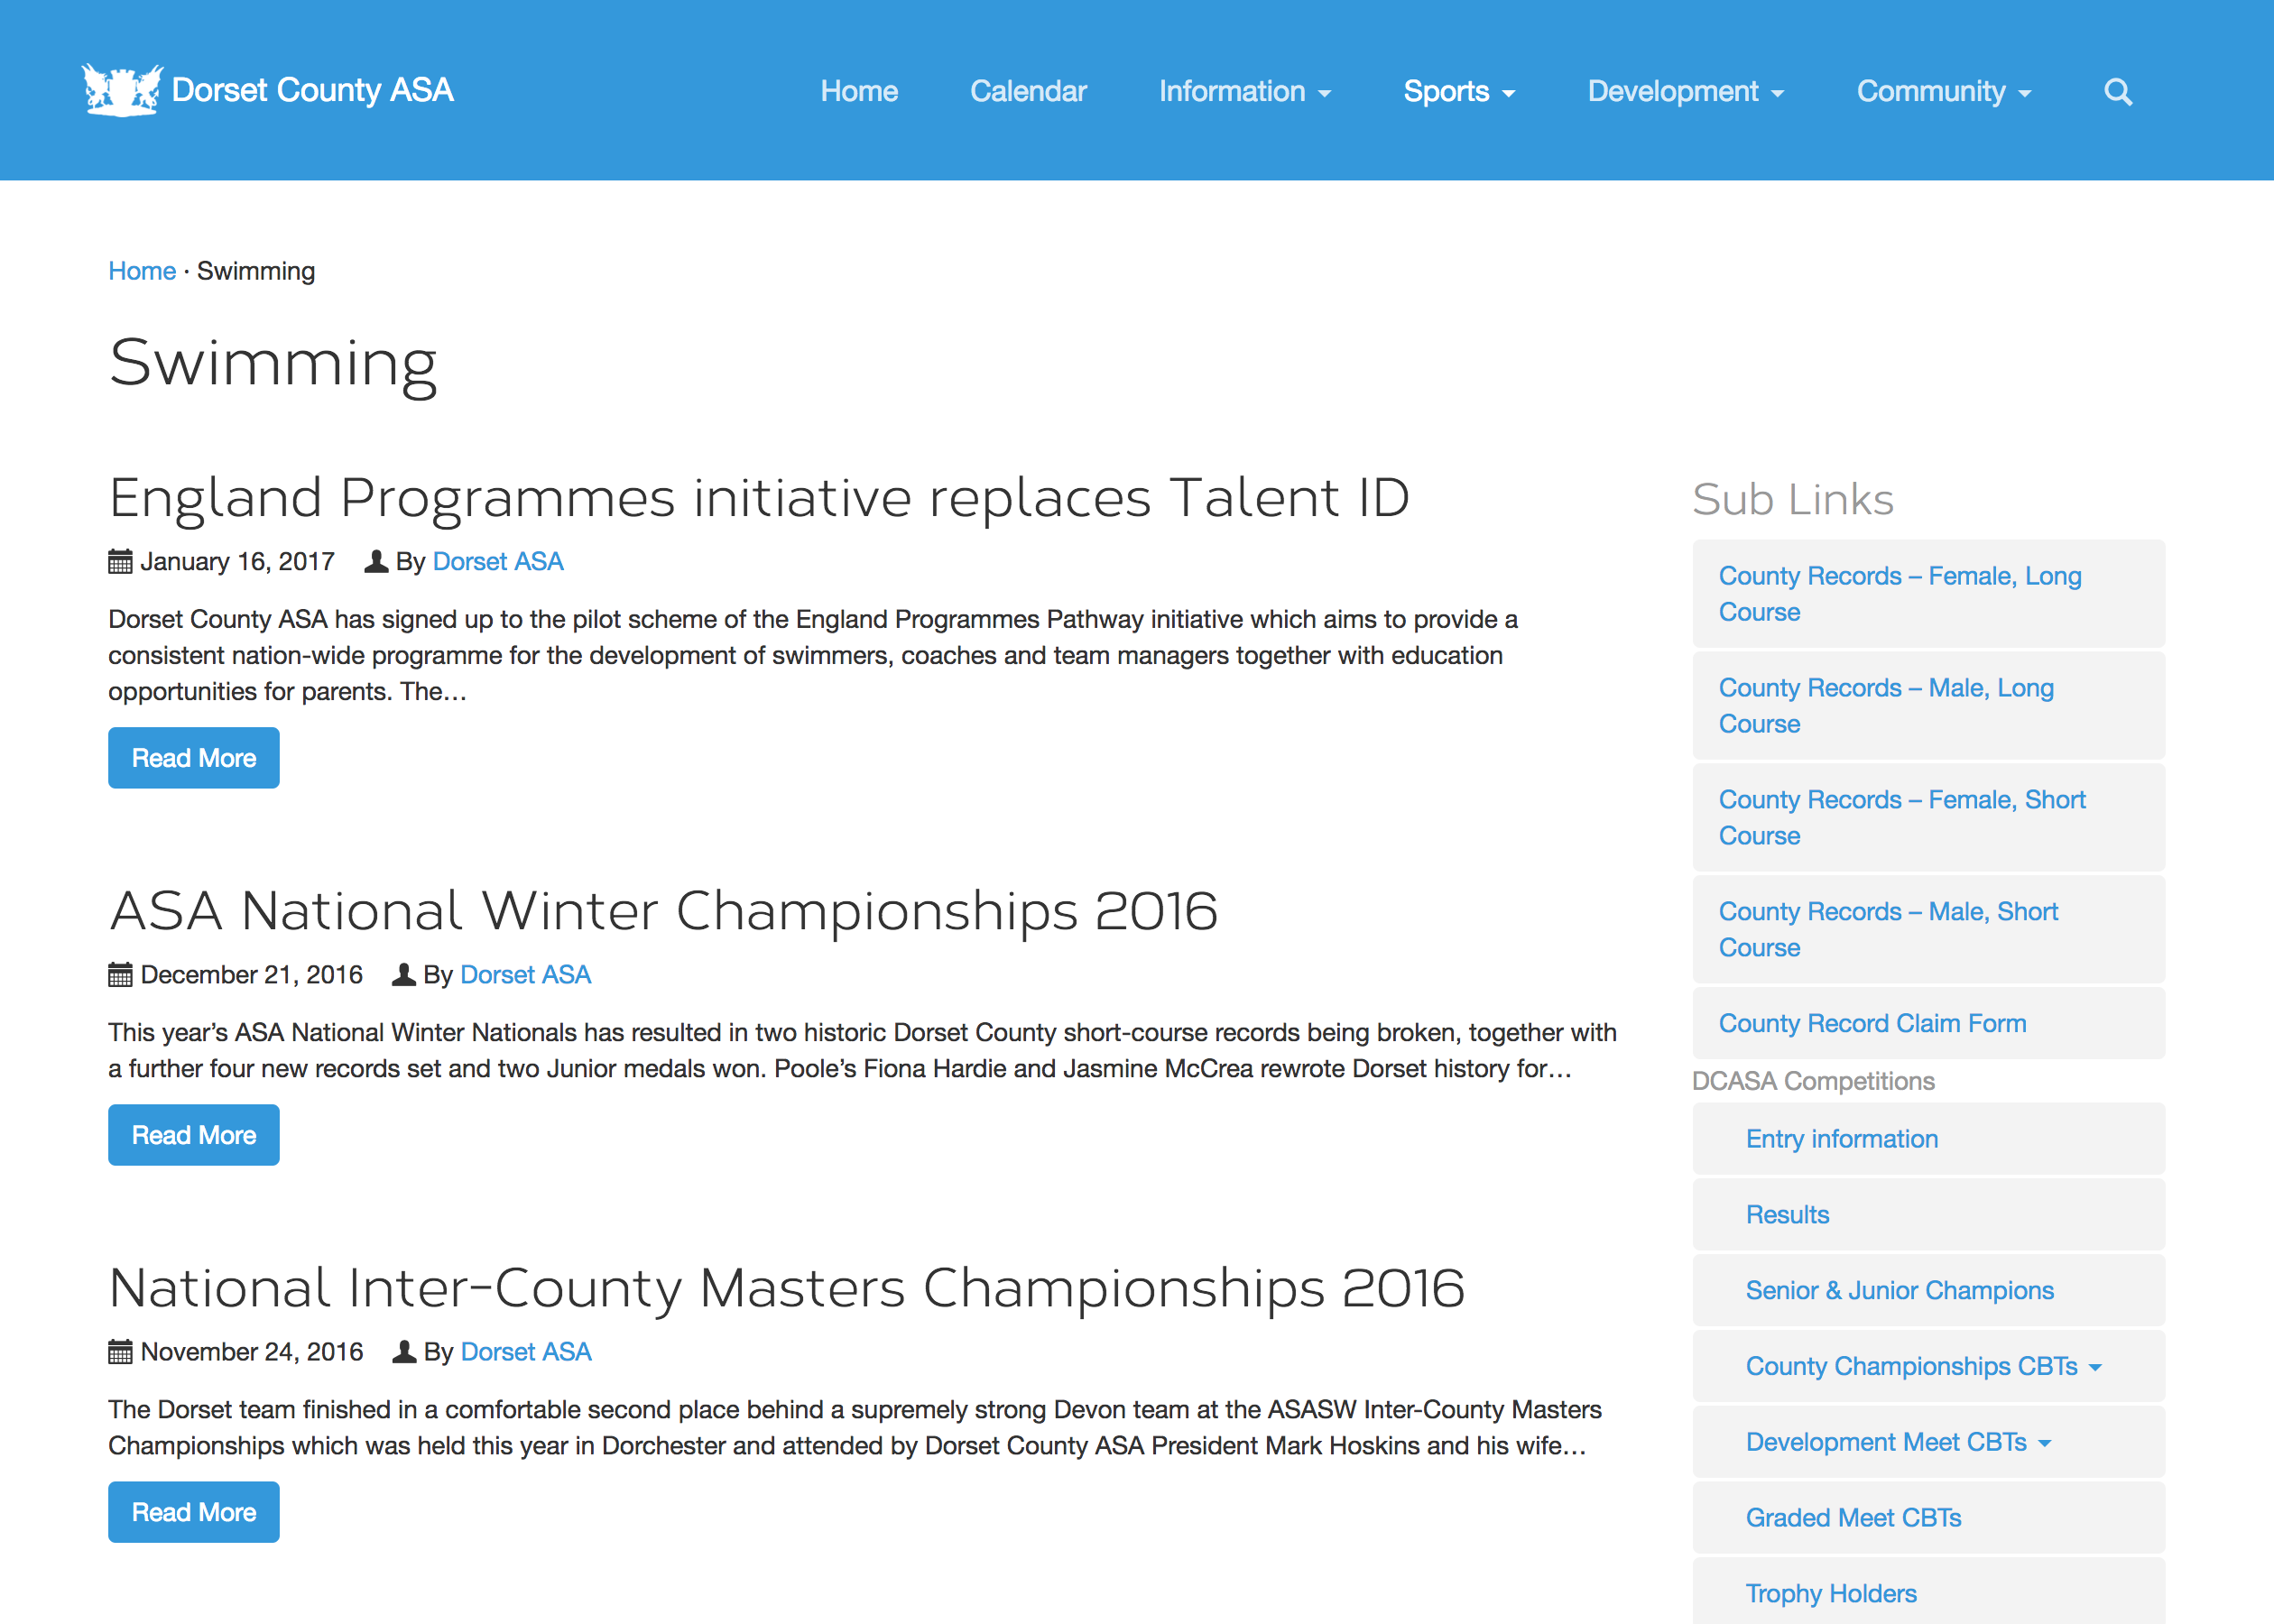 Dorset County ASA
Home
Calendar
Information
Sports
Development
Community
Home · Swimming
Swimming
England Programmes initiative replaces Talent ID
January 16, 2017 By Dorset ASA
Dorset County ASA has signed up to the pilot scheme of the England Programmes Pathway initiative which aims to provide a
consistent nation-wide programme for the development of swimmers, coaches and team managers together with education
opportunities for parents. The…
Read More
ASA National Winter Championships 2016
December 21, 2016 By Dorset ASA
This year’s ASA National Winter Nationals has resulted in two historic Dorset County short-course records being broken, together with
a further four new records set and two Junior medals won. Poole’s Fiona Hardie and Jasmine McCrea rewrote Dorset history for…
Read More
National Inter-County Masters Championships 2016
November 24, 2016 By Dorset ASA
The Dorset team finished in a comfortable second place behind a supremely strong Devon team at the ASASW Inter-County Masters
Championships which was held this year in Dorchester and attended by Dorset County ASA President Mark Hoskins and his wife…
Read More
Sub Links
County Records – Female, Long
Course
County Records – Male, Long
Course
County Records – Female, Short
Course
County Records – Male, Short
Course
County Record Claim Form
DCASA Competitions
Entry information
Results
Senior & Junior Champions
County Championships CBTs
Development Meet CBTs
Graded Meet CBTs
Trophy Holders